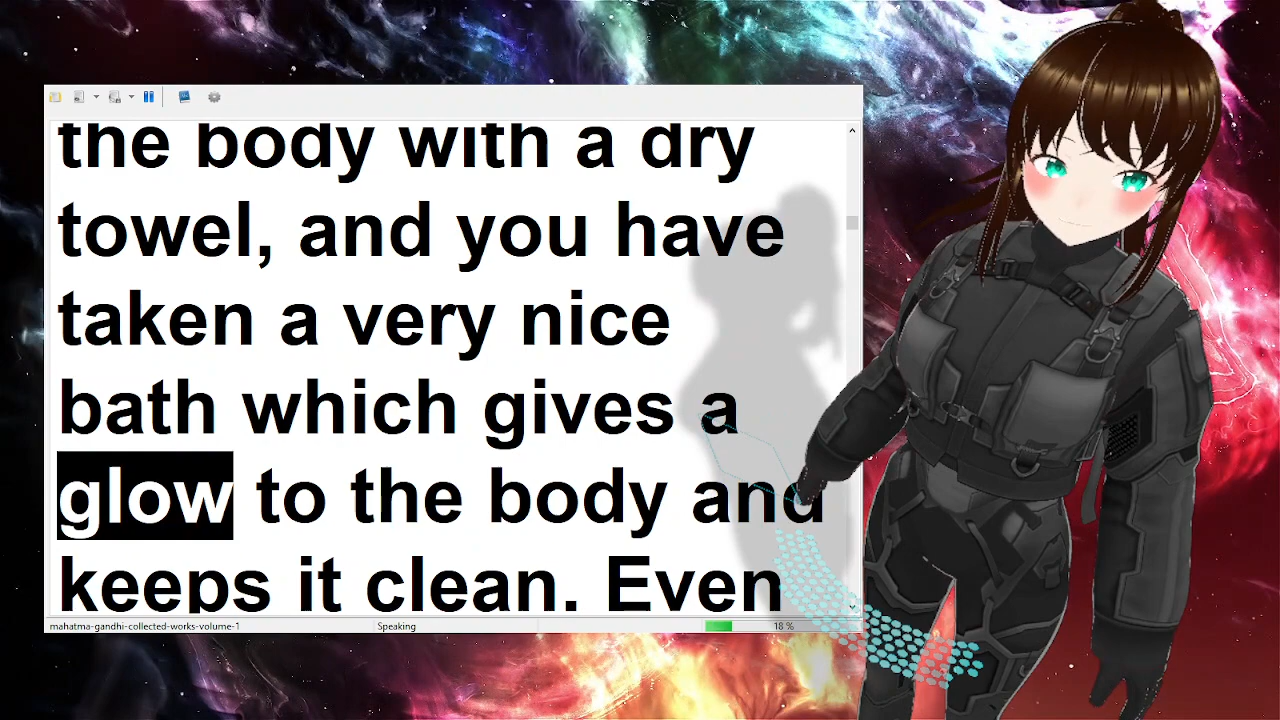 the body with a dry
towel, and you have
taken a very nice
bath which gives a
glow to the body and
keeps it clean. Even
mahatma-gandhi-collected-works-volume-1 Speaking 18 %